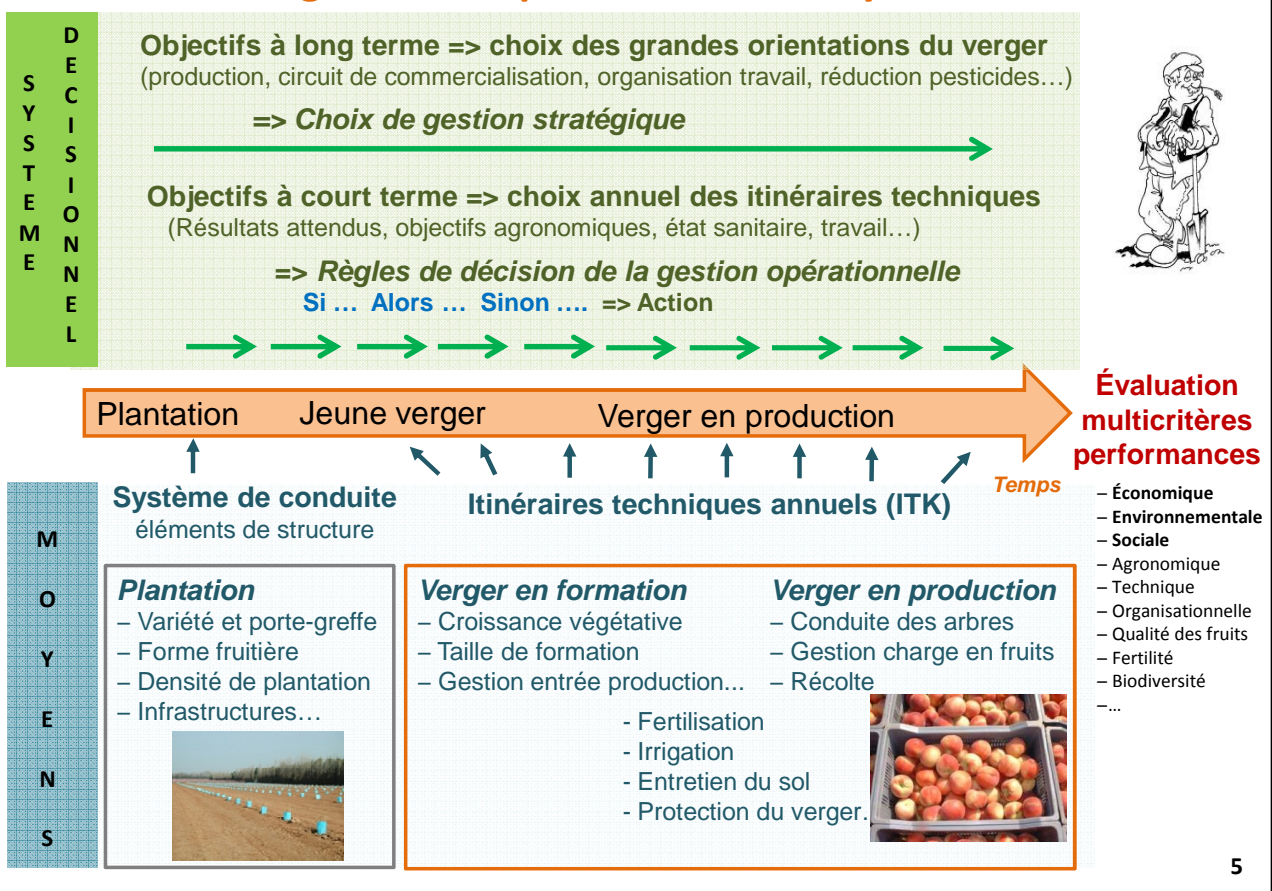 SYSTEME
DECISIONNEL
Objectifs à long terme => choix des grandes orientations du verger
(production, circuit de commercialisation, organisation travail, réduction pesticides…)
=> Choix de gestion stratégique
Objectifs à court terme => choix annuel des itinéraires techniques
(Résultats attendus, objectifs agronomiques, état sanitaire, travail…)
=> Règles de décision de la gestion opérationnelle
Si … Alors … Sinon …. => Action
Plantation Jeune verger Verger en production
Temps
Évaluation
multicritères
performances
– Économique
– Environnementale
– Sociale
– Agronomique
– Technique
– Organisationnelle
– Qualité des fruits
– Fertilité
– Biodiversité
–…
MOYENS
Système de conduite
éléments de structure
Itinéraires techniques annuels (ITK)
Plantation
– Variété et porte-greffe
– Forme fruitière
– Densité de plantation
– Infrastructures…
Verger en formation
– Croissance végétative
– Taille de formation
– Gestion entrée production...
Verger en production
– Conduite des arbres
– Gestion charge en fruits
– Récolte
- Fertilisation
- Irrigation
- Entretien du sol
- Protection du verger.
5